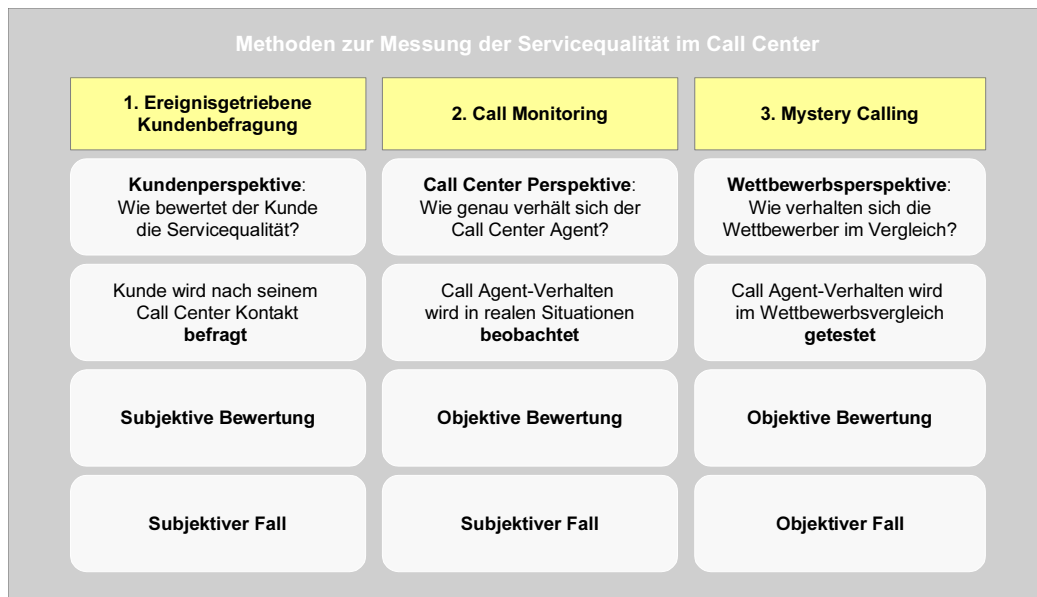 Methoden zur Messung der Servicequalität im Call Center
1. Ereignisgetriebene
Kundenbefragung
2. Call Monitoring
3. Mystery Calling
Kundenperspektive:
Wie bewertet der Kunde
die Servicequalität?
Call Center Perspektive:
Wie genau verhält sich der
Call Center Agent?
Wettbewerbsperspektive:
Wie verhalten sich die
Wettbewerber im Vergleich?
Kunde wird nach seinem
Call Center Kontakt
befragt
Call Agent-Verhalten
wird in realen Situationen
beobachtet
Call Agent-Verhalten wird
im Wettbewerbsvergleich
getestet
Subjektive Bewertung
Objektive Bewertung
Objektive Bewertung
Subjektiver Fall
Subjektiver Fall
Objektiver Fall